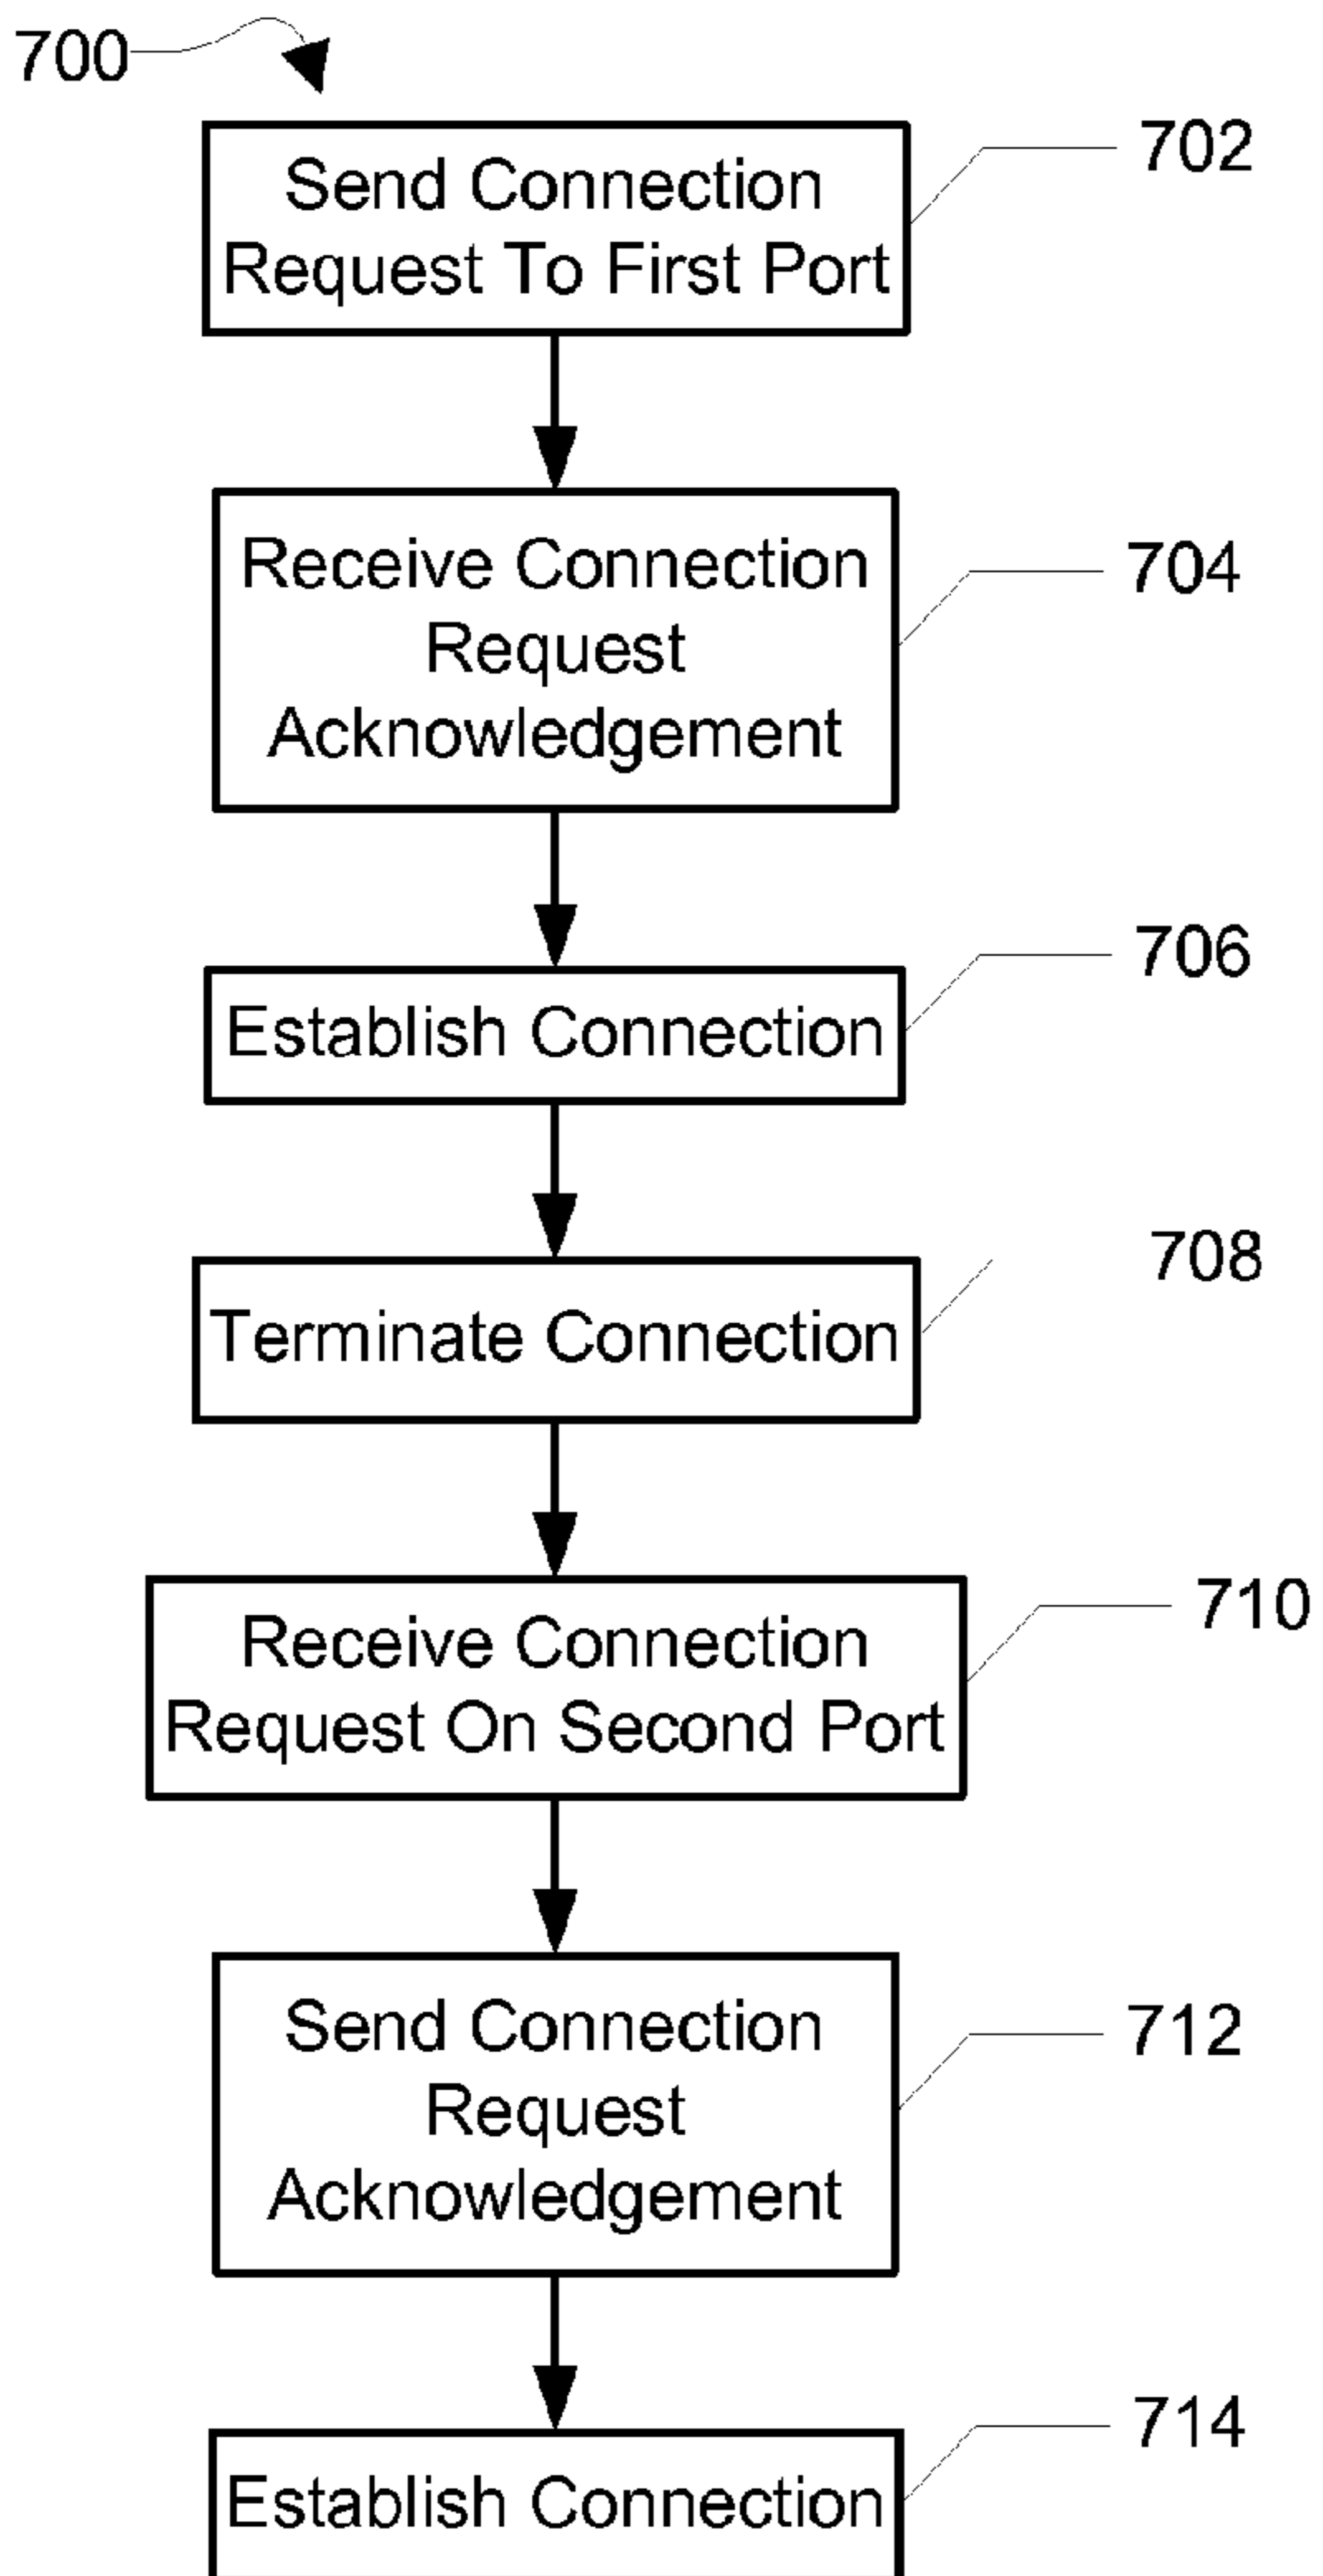 700
702
Send Connection
Request To First Port
704
Receive Connection
Request
Acknowledgement
706
Establish Connection
708
Terminate Connection
710
Receive Connection
Request On Second Port
712
Send Connection
Request
Acknowledgement
714
Establish Connection